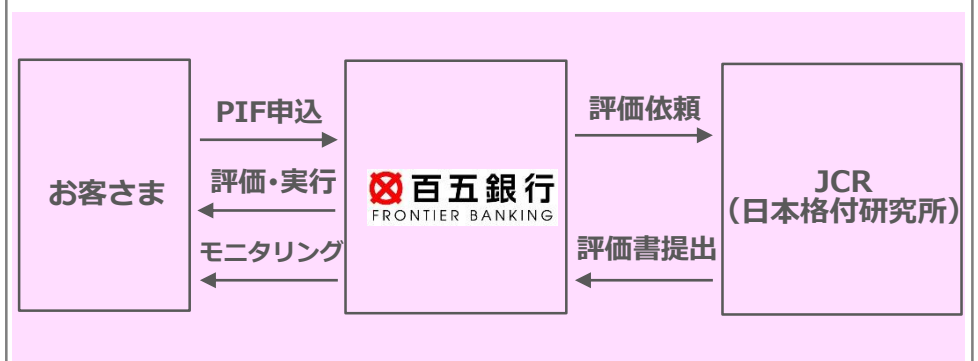 お客さま
PIF申込
評価・実行
モニタリング
百五銀行
FRONTIER BANKING
評価依頼
評価書提出
JCR
（日本格付研究所）